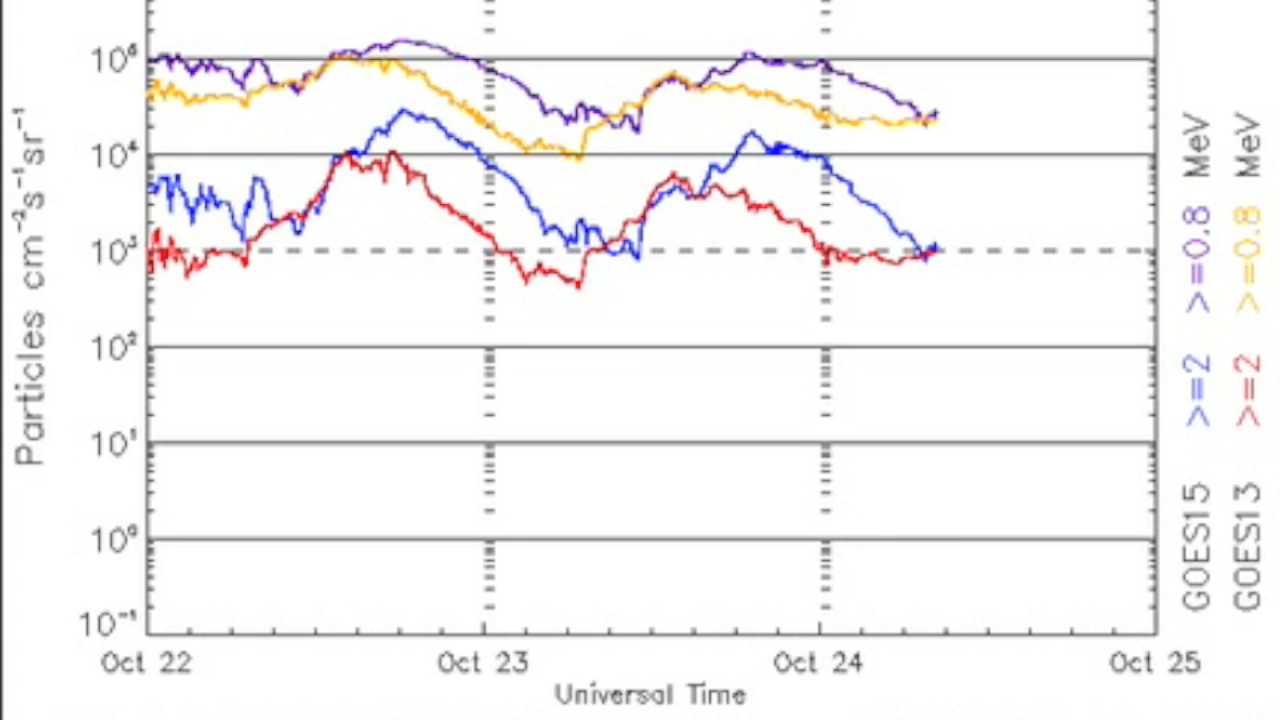 10⁵
10⁴
10³
10²
10¹
10⁰
10⁻¹
Particles cm⁻²s⁻¹sr⁻¹
Oct 22 Oct 23 Oct 24 Oct 25
Universal Time
GOES15 >=2 >=0.8 MeV
GOES13 >=2 >=0.8 MeV